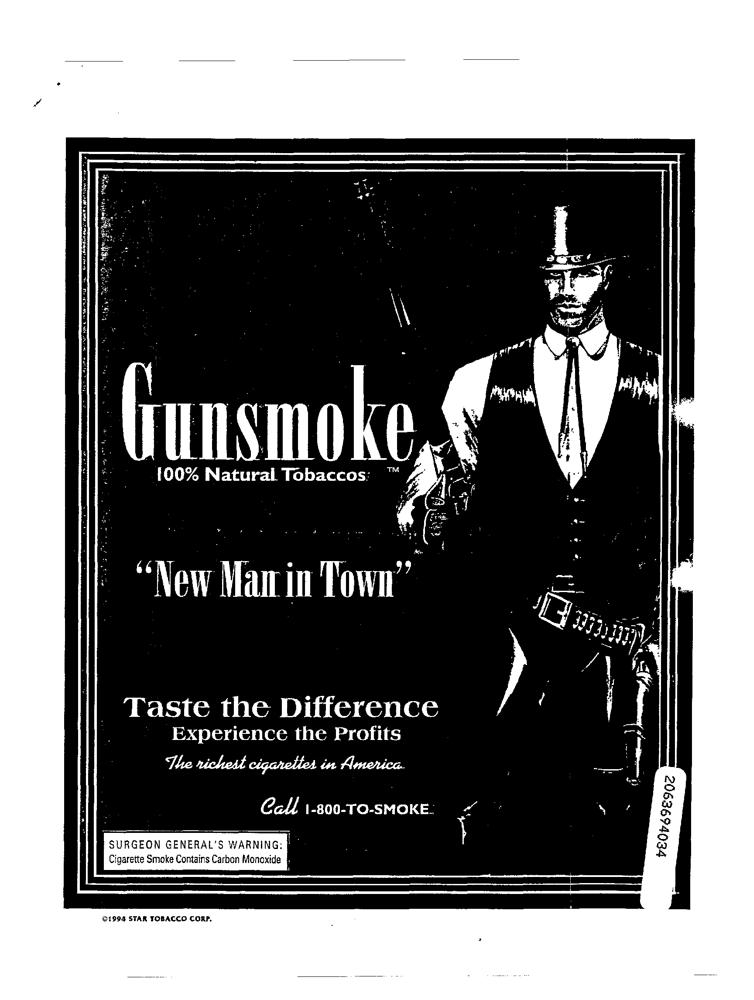 Gunsmoke
100% Natural Tobaccos ™
“New Man in Town”
Taste the Difference
Experience the Profits
The richest cigarettes in America
Call 1-800-TO-SMOKE
SURGEON GENERAL'S WARNING:
Cigarette Smoke Contains Carbon Monoxide
2063694034
©1994 STAR TOBACCO CORP.